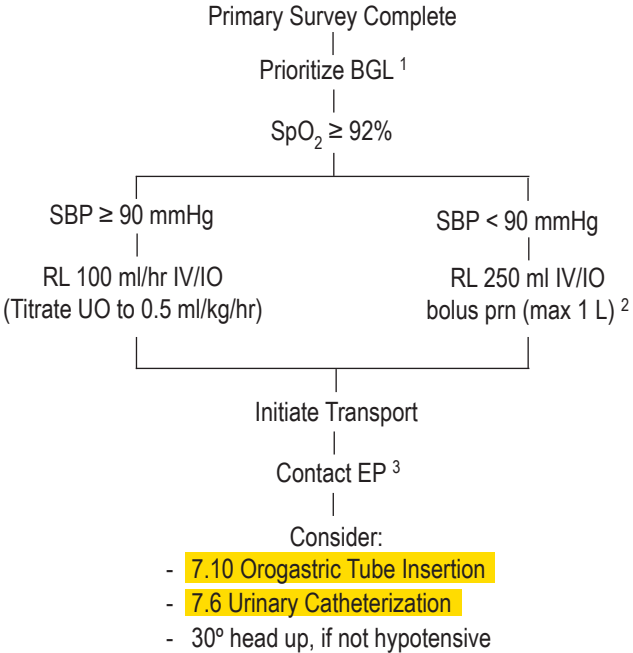 Primary Survey Complete
Prioritize BGL ¹
SpO₂ ≥ 92%
SBP ≥ 90 mmHg
SBP < 90 mmHg
RL 100 ml/hr IV/IO
(Titrate UO to 0.5 ml/kg/hr)
RL 250 ml IV/IO
bolus prn (max 1 L) ²
Initiate Transport
Contact EP ³
Consider:
- 7.10 Orogastric Tube Insertion
- 7.6 Urinary Catheterization
- 30º head up, if not hypotensive